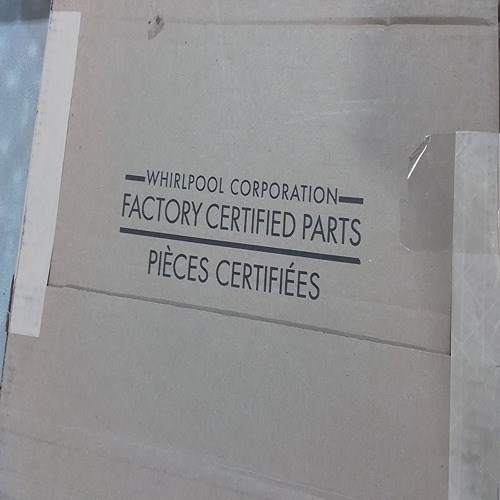 WHIRLPOOL CORPORATION
FACTORY CERTIFIED PARTS
PIÈCES CERTIFIÉES